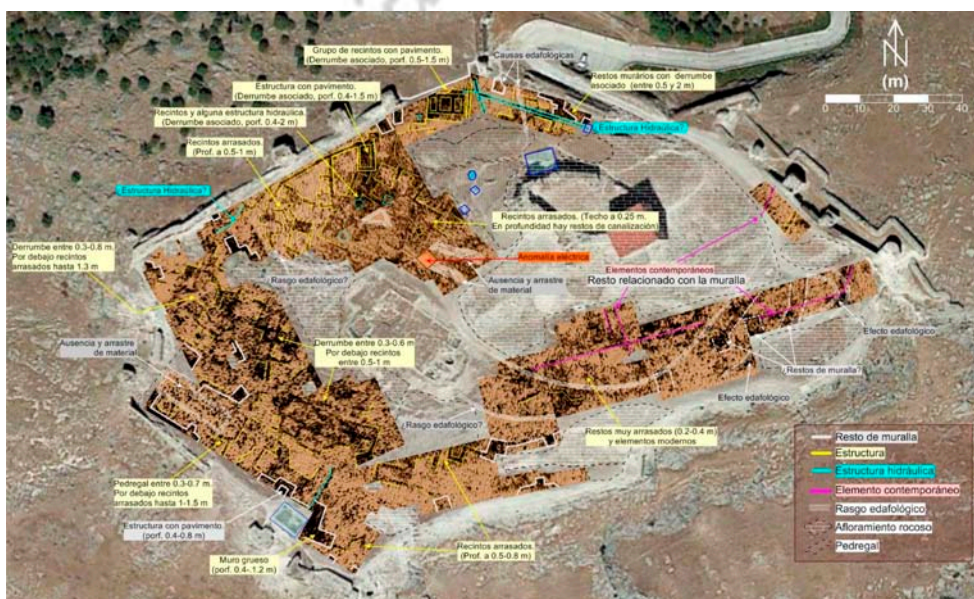 Grupo de recintos con pavimento.
(Derrumbe asociado, porf. 0.5-1.5 m)
Causas edafológicas
N
(m)
0 10 20 30 40
Estructura con pavimento.
(Derrumbe asociado, porf. 0.4-1.5 m)
Restos murários con derrumbe
asociado (entre 0.5 y 2 m)
Recintos y alguna estructura hidraulica.
(Derrumbe asociado, porf. 0.4-2 m)
¿Estructura Hidraulica?
Recintos arrasados.
(Prof. a 0.5-1 m)
¿Estructura Hidraulica?
Recintos arrasados. (Techo a 0.25 m.
En profundidad hay restos de canalización)
Derrumbe entre 0.3-0.8 m.
Por debajo recintos
arrasados hasta 1.3 m
Anomalía eléctrica
Elementos contemporáneos
Resto relacionado con la muralla
¿Rasgo edafológico?
Ausencia y arrastre
de material
Efecto edafológico
Ausencia y arrastre
de material
Derrumbe entre 0.3-0.6 m
Por debajo recintos
entre 0.5-1 m
¿Restos de muralla?
Efecto edafológico
¿Rasgo edafológico?
Restos muy arrasados (0.2-0.4 m)
y elementos modernos
Pedregal entre 0.3-0.7 m.
Por debajo recintos
arrasados hasta 1-1.5 m
Estructura con pavimento
(porf. 0.4-0.8 m)
Muro grueso
(porf. 0.4-.1.2 m)
Recintos arrasados.
(Prof. a 0.5-0.8 m)
Resto de muralla
Estructura
Estructura hidráulica
Elemento contemporáneo
Rasgo edafológico
Afloramiento rocoso
Pedregal